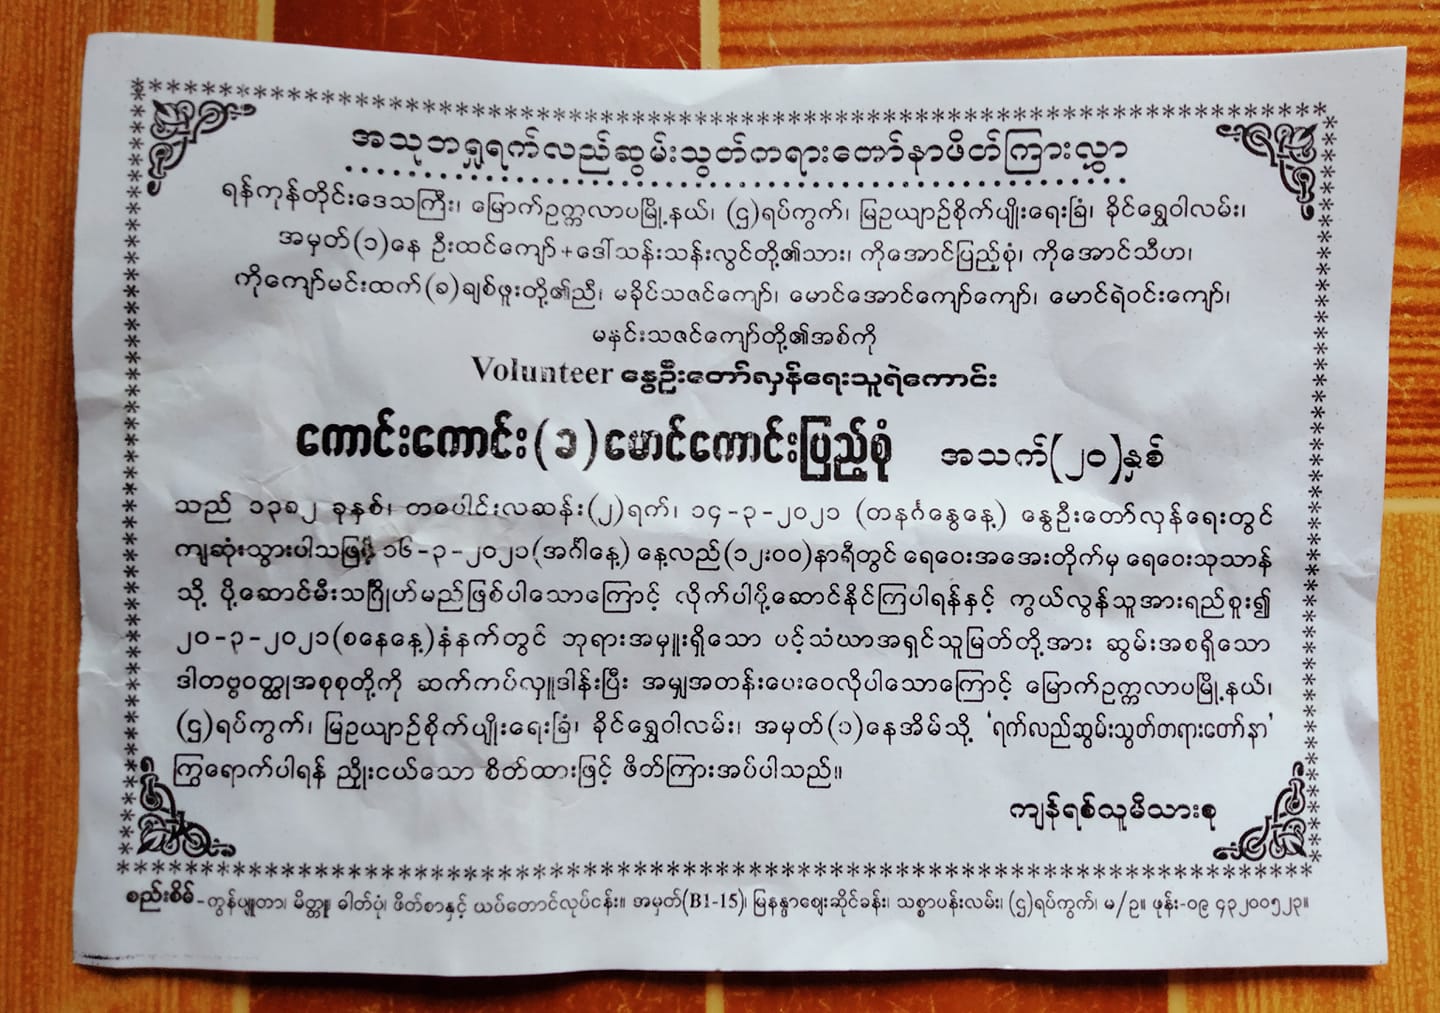 အသုဘရှုရက်လည်ဆွမ်းသွတ်တရားတော်နာဖိတ်ကြားလွှာ
ရန်ကုန်တိုင်းဒေသကြီး၊ မြောက်ဥက္ကလာပမြို့နယ်၊ (ဌ)ရပ်ကွက်၊ မြဥယျာဉ်စိုက်ပျိုးရေးခြံ၊ ခိုင်ရွှေဝါလမ်း၊
အမှတ်(၁)နေ ဦးထင်ကျော်+ဒေါ်သန်းသန်းလွင်တို့၏သား၊ ကိုအောင်ပြည့်စုံ၊ ကိုအောင်သီဟ၊
ကိုကျော်မင်းထက်(ခ)ချစ်ဖူးတို့၏ညီ၊ မခိုင်သဇင်ကျော်၊ မောင်အောင်ကျော်ကျော်၊ မောင်ရဲဝင်းကျော်၊
မနှင်းသဇင်ကျော်တို့၏အစ်ကို
Volunteer နွေဦးတော်လှန်ရေးသူရဲကောင်း
ကောင်းကောင်း(ခ)မောင်ကောင်းပြည့်စုံ အသက်(၂၀)နှစ်
သည် ၁၃၈၂ ခုနှစ်၊ တပေါင်းလဆန်း(၂)ရက်၊ ၁၄-၃-၂၀၂၁ (တနင်္ဂနွေနေ့) နွေဦးတော်လှန်ရေးတွင်
ကျဆုံးသွားပါသဖြင့် ၁၆-၃-၂၀၂၁(အင်္ဂါနေ့) နေ့လည်(၁၂းဝဝ)နာရီတွင် ရေဝေးအအေးတိုက်မှ ရေဝေးသုသာန်
သို့ ပို့ဆောင်မီးသင်္ဂြိုဟ်မည်ဖြစ်ပါသောကြောင့် လိုက်ပါပို့ဆောင်နိုင်ကြပါရန်နှင့် ကွယ်လွန်သူအားရည်စူး၍
၂၀-၃-၂၀၂၁(စနေနေ့)နံနက်တွင် ဘုရားအမှူးရှိသော ပင့်သံဃာအရှင်သူမြတ်တို့အား ဆွမ်းအစရှိသော
ဒါတဗ္ဗဝတ္ထုအစုစုတို့ကို ဆက်ကပ်လှူဒါန်းပြီး အမျှအတန်းပေးဝေလိုပါသောကြောင့် မြောက်ဥက္ကလာပမြို့နယ်၊
(ဌ)ရပ်ကွက်၊ မြဥယျာဉ်စိုက်ပျိုးရေးခြံ၊ ခိုင်ရွှေဝါလမ်း၊ အမှတ်(၁)နေအိမ်သို့ ‘ရက်လည်ဆွမ်းသွတ်တရားတော်နာ’
ကြွရောက်ပါရန် ညှိုးငယ်သော စိတ်ထားဖြင့် ဖိတ်ကြားအပ်ပါသည်။
ကျန်ရစ်သူမိသားစု
စည်းစိမ်-ကွန်ပျူတာ၊ မိတ္တူ၊ ဓါတ်ပုံ၊ ဖိတ်စာနှင့် ယပ်တောင်လုပ်ငန်း။ အမှတ်(B1-15)၊ မြနန္ဒာဈေးဆိုင်ခန်း၊ သစ္စာပန်းလမ်း၊ (ဌ)ရပ်ကွက်၊ မ/ဥ။ ဖုန်း-၀၉ ၄၃၂၀၀၅၂၃။